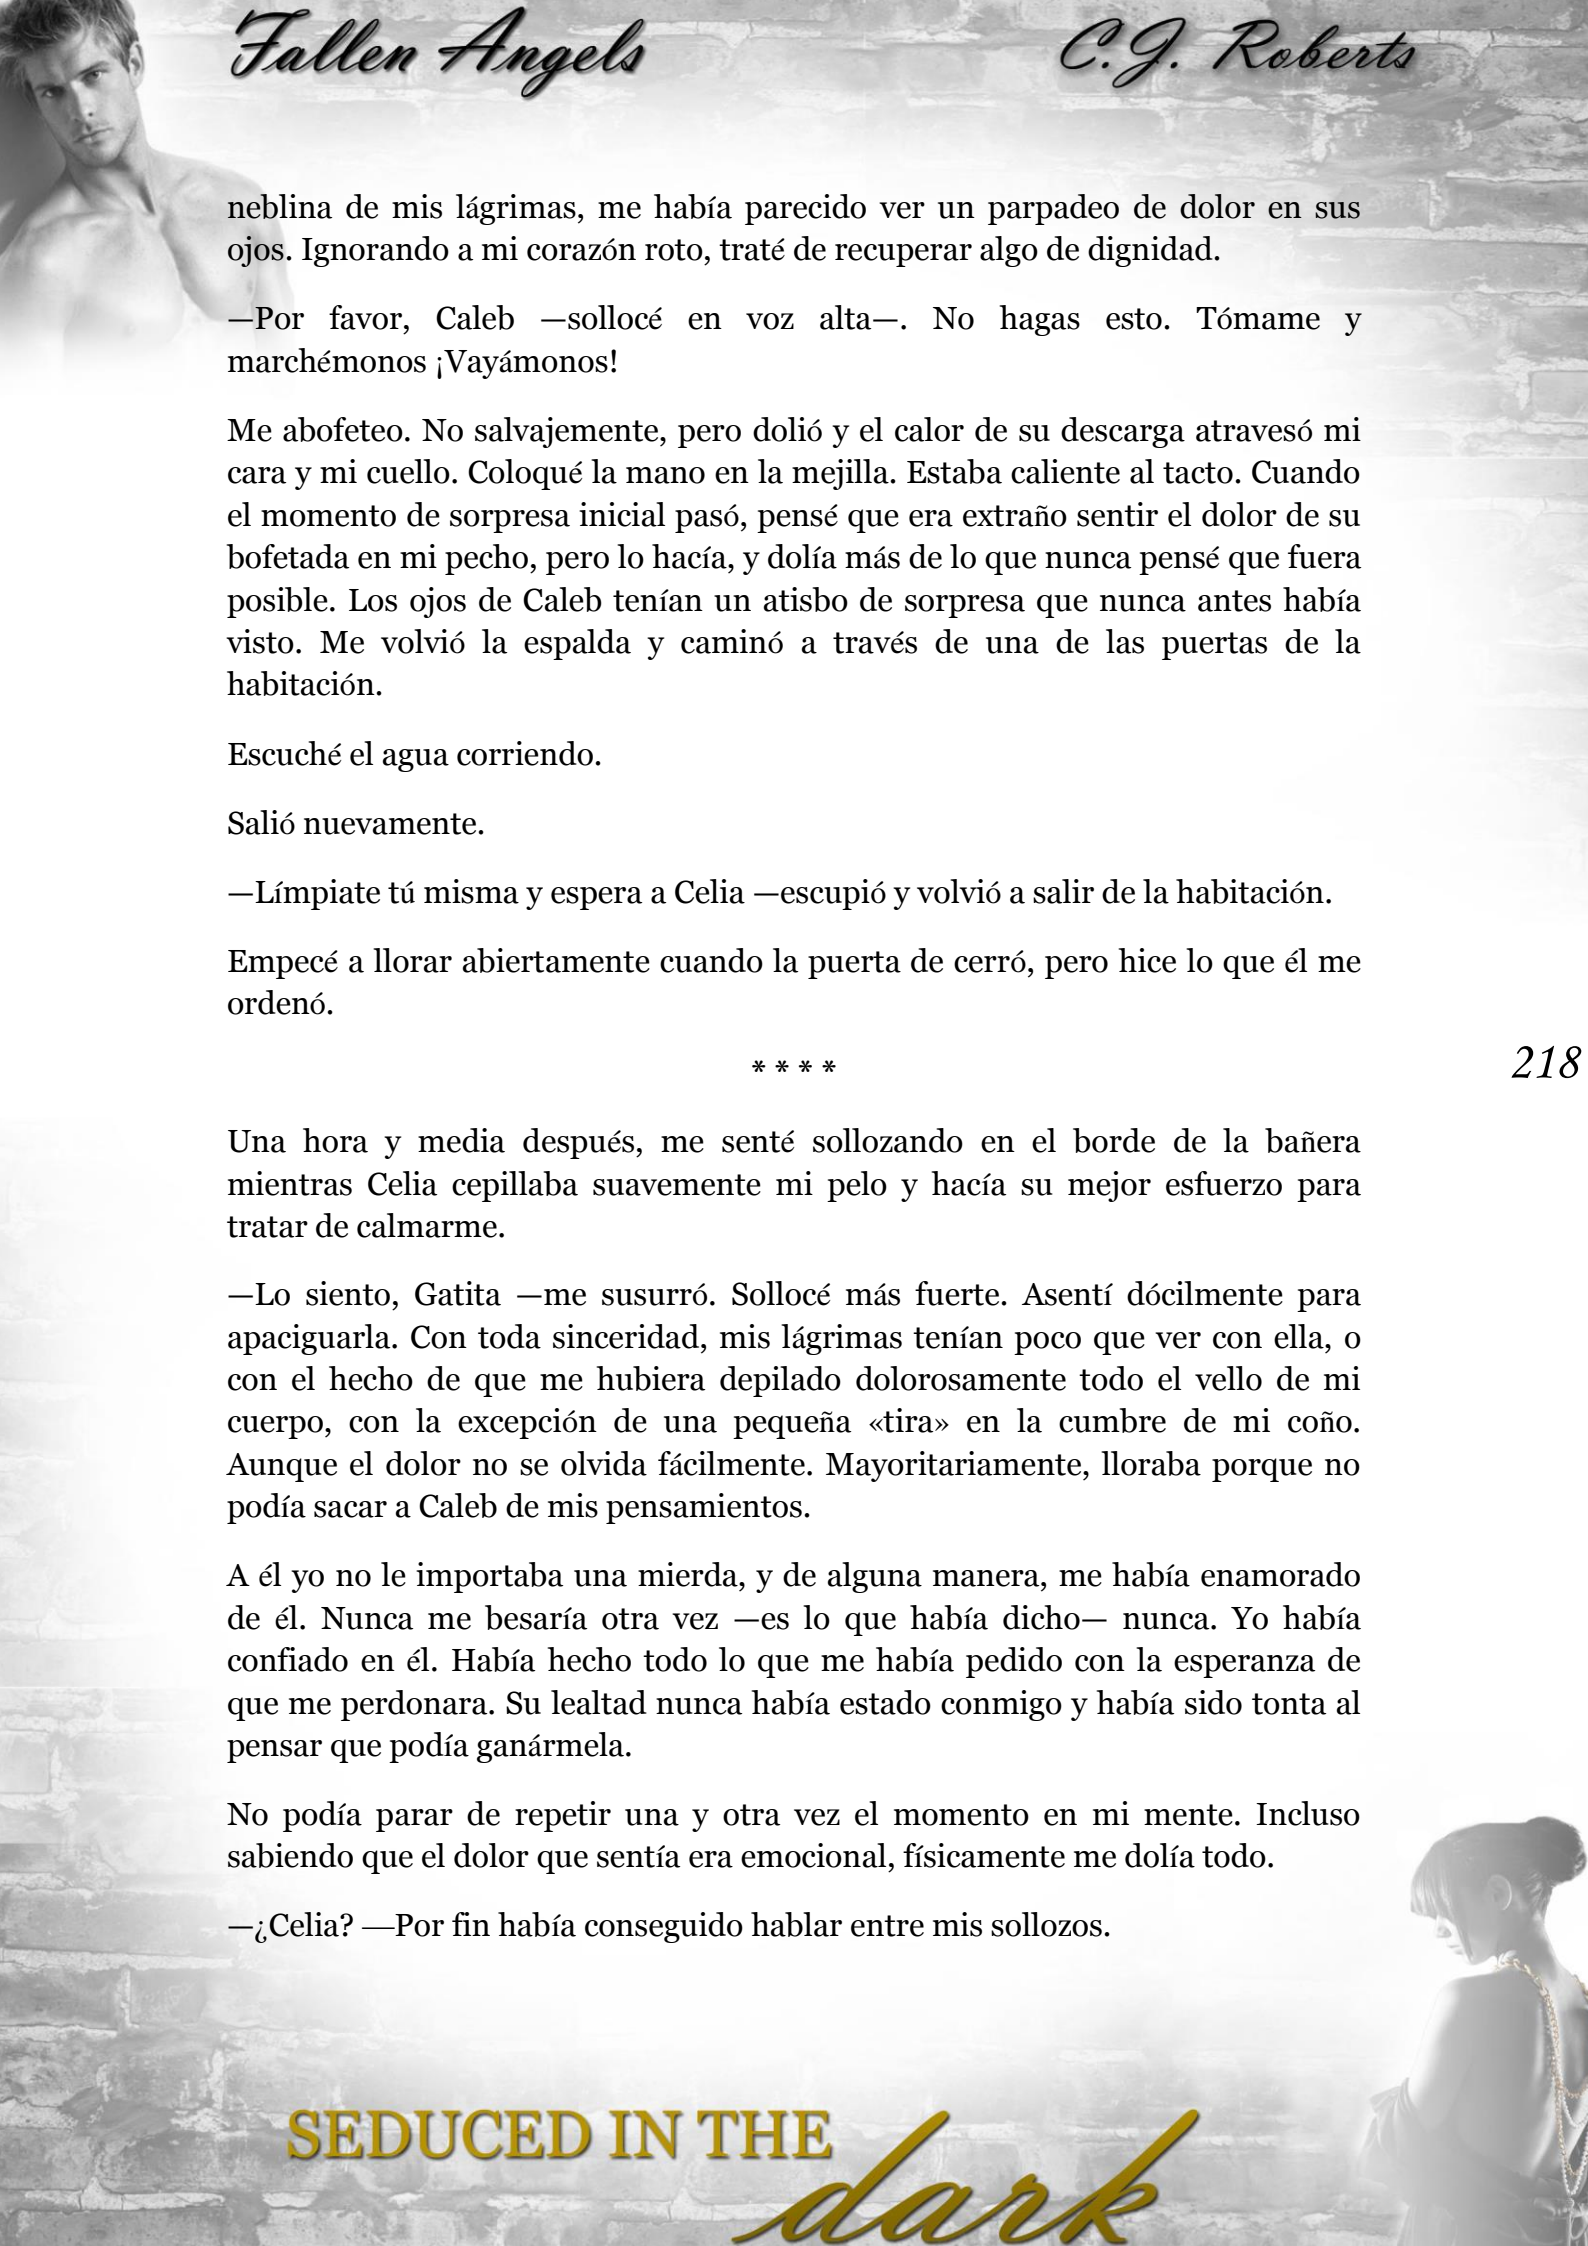 Fallen Angels
C.J. Roberts
neblina de mis lágrimas, me había parecido ver un parpadeo de dolor en sus
ojos. Ignorando a mi corazón roto, traté de recuperar algo de dignidad.
—Por favor, Caleb —sollocé en voz alta—. No hagas esto. Tómame y
marchémonos ¡Vayámonos!
Me abofeteo. No salvajemente, pero dolió y el calor de su descarga atravesó mi
cara y mi cuello. Coloqué la mano en la mejilla. Estaba caliente al tacto. Cuando
el momento de sorpresa inicial pasó, pensé que era extraño sentir el dolor de su
bofetada en mi pecho, pero lo hacía, y dolía más de lo que nunca pensé que fuera
posible. Los ojos de Caleb tenían un atisbo de sorpresa que nunca antes había
visto. Me volvió la espalda y caminó a través de una de las puertas de la
habitación.
Escuché el agua corriendo.
Salió nuevamente.
—Límpiate tú misma y espera a Celia —escupió y volvió a salir de la habitación.
Empecé a llorar abiertamente cuando la puerta de cerró, pero hice lo que él me
ordenó.
* * * *
218
Una hora y media después, me senté sollozando en el borde de la bañera
mientras Celia cepillaba suavemente mi pelo y hacía su mejor esfuerzo para
tratar de calmarme.
—Lo siento, Gatita —me susurró. Sollocé más fuerte. Asentí dócilmente para
apaciguarla. Con toda sinceridad, mis lágrimas tenían poco que ver con ella, o
con el hecho de que me hubiera depilado dolorosamente todo el vello de mi
cuerpo, con la excepción de una pequeña «tira» en la cumbre de mi coño.
Aunque el dolor no se olvida fácilmente. Mayoritariamente, lloraba porque no
podía sacar a Caleb de mis pensamientos.
A él yo no le importaba una mierda, y de alguna manera, me había enamorado
de él. Nunca me besaría otra vez —es lo que había dicho— nunca. Yo había
confiado en él. Había hecho todo lo que me había pedido con la esperanza de
que me perdonara. Su lealtad nunca había estado conmigo y había sido tonta al
pensar que podía ganármela.
No podía parar de repetir una y otra vez el momento en mi mente. Incluso
sabiendo que el dolor que sentía era emocional, físicamente me dolía todo.
—¿Celia? —Por fin había conseguido hablar entre mis sollozos.
SEDUCED IN THE
dark